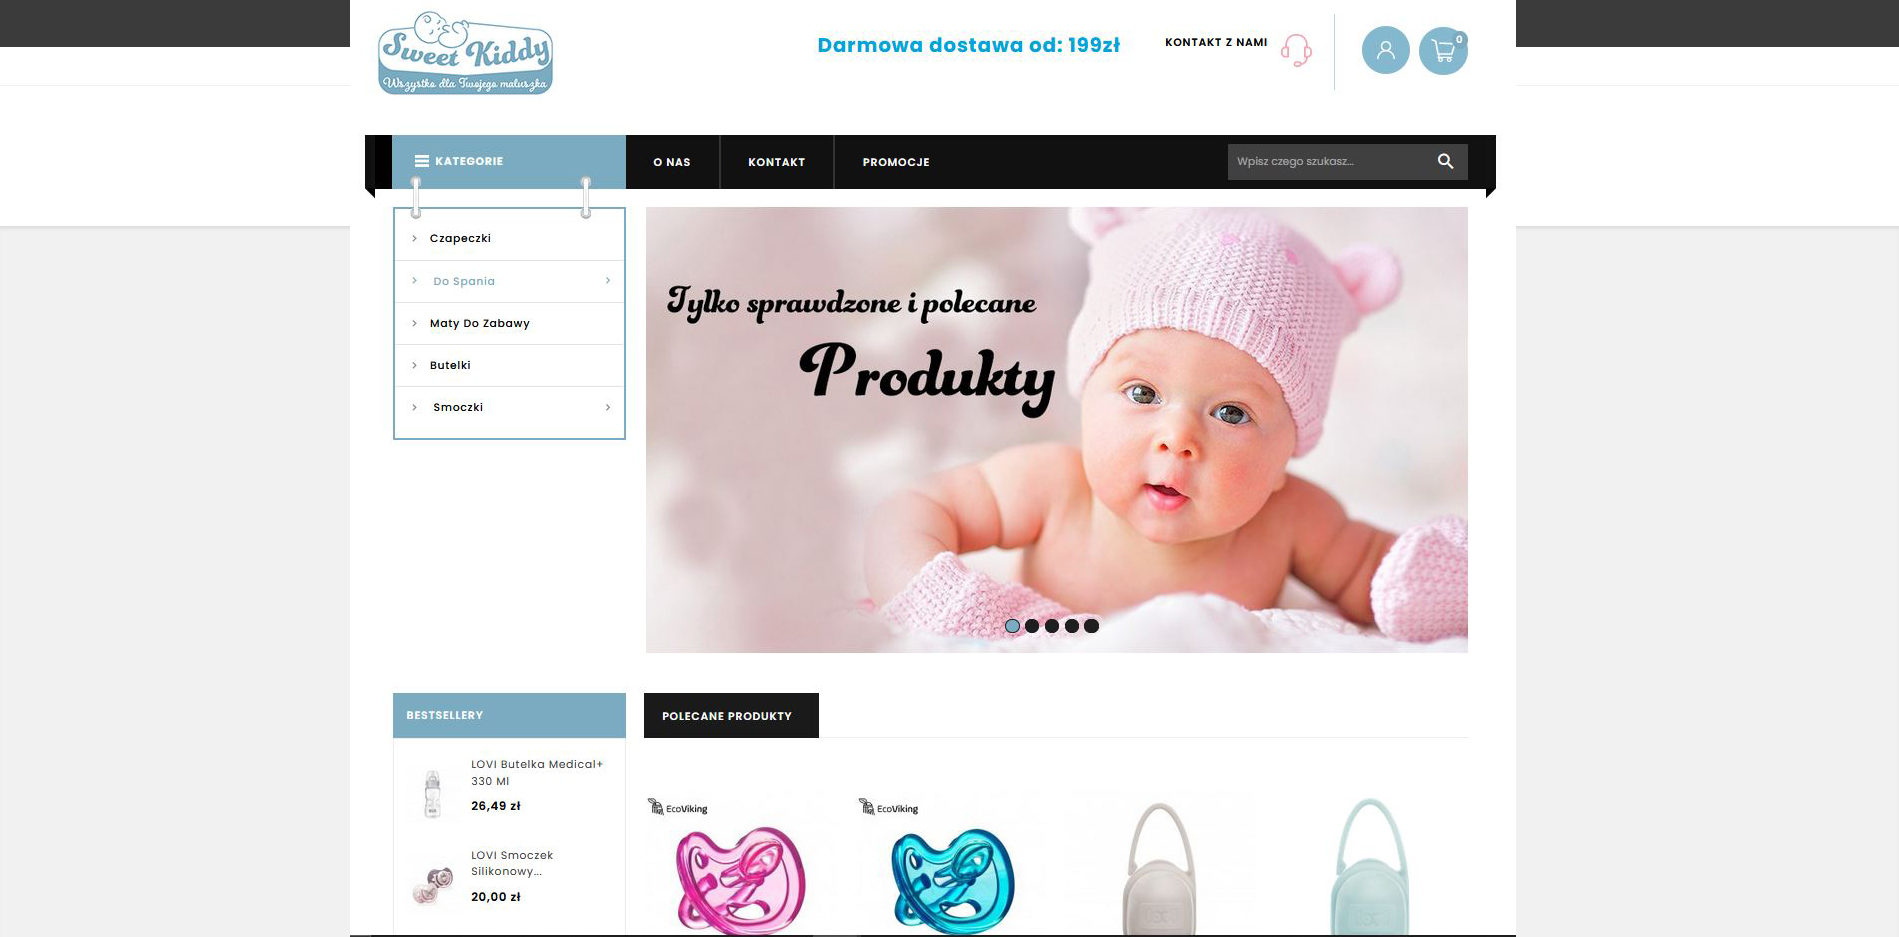 Sweet Kiddy
Wszystko dla Twojego maluszka
Darmowa dostawa od: 199zł
KONTAKT Z NAMI
0
KATEGORIE
O NAS
KONTAKT
PROMOCJE
Wpisz czego szukasz...
Czapeczki
Do Spania
Maty Do Zabawy
Butelki
Smoczki
Tylko sprawdzone i polecane
Produkty
BESTSELLERY
LOVI Butelka Medical+
330 Ml
26,49 zł
LOVI Smoczek
Silikonowy...
20,00 zł
POLECANE PRODUKTY
EcoViking
EcoViking